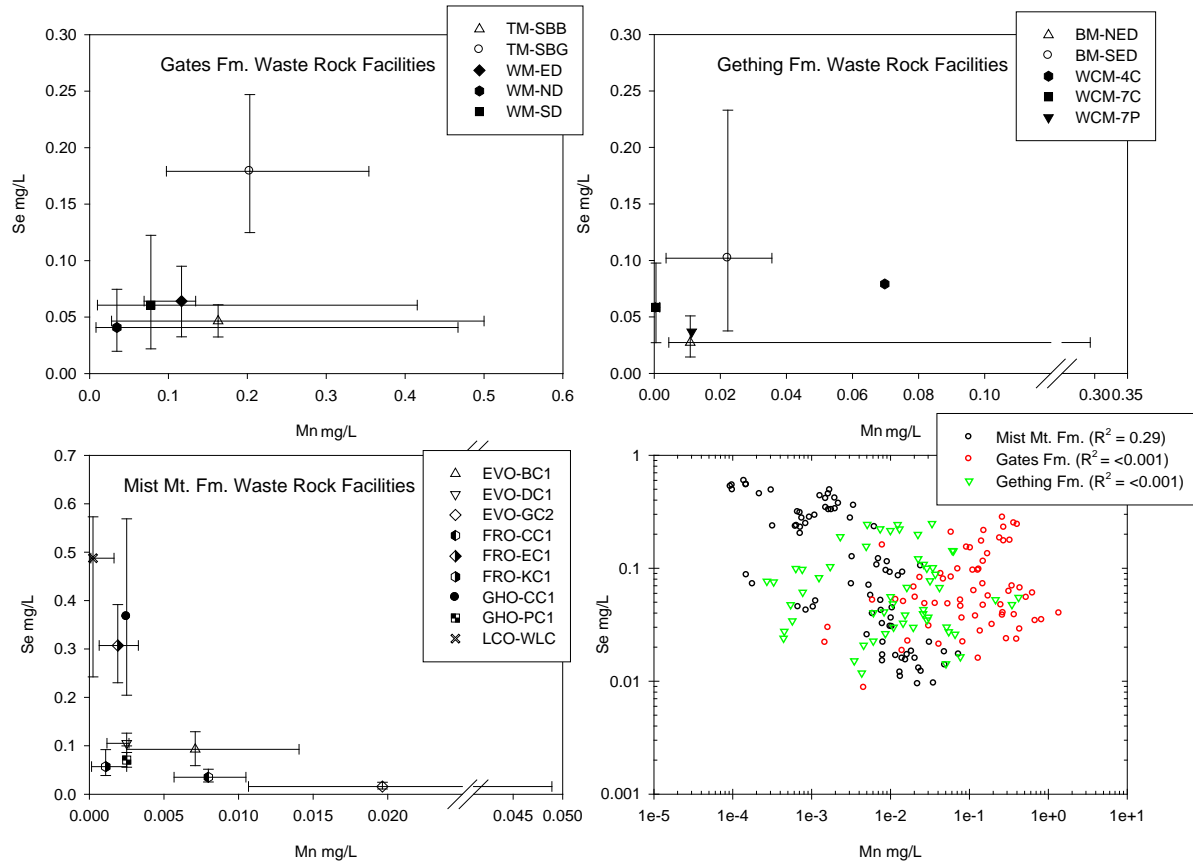 Gates Fm. Waste Rock Facilities
TM-SBB
TM-SBG
WM-ED
WM-ND
WM-SD
Se mg/L
0.30
0.25
0.20
0.15
0.10
0.05
0.00
0.0 0.1 0.2 0.3 0.4 0.5 0.6
Mn mg/L
Gething Fm. Waste Rock Facilities
BM-NED
BM-SED
WCM-4C
WCM-7C
WCM-7P
Se mg/L
0.30
0.25
0.20
0.15
0.10
0.05
0.00
0.00 0.02 0.04 0.06 0.08 0.10 0.30 0.35
Mn mg/L
Mist Mt. Fm. Waste Rock Facilities
EVO-BC1
EVO-DC1
EVO-GC2
FRO-CC1
FRO-EC1
FRO-KC1
GHO-CC1
GHO-PC1
LCO-WLC
Se mg/L
0.7
0.6
0.5
0.4
0.3
0.2
0.1
0.0
0.000 0.005 0.010 0.015 0.020 0.045 0.050
Mn mg/L
Mist Mt. Fm. (R² = 0.29)
Gates Fm. (R² = <0.001)
Gething Fm. (R² = <0.001)
Se mg/L
1
0.1
0.01
0.001
1e-5 1e-4 1e-3 1e-2 1e-1 1e+0 1e+1
Mn mg/L